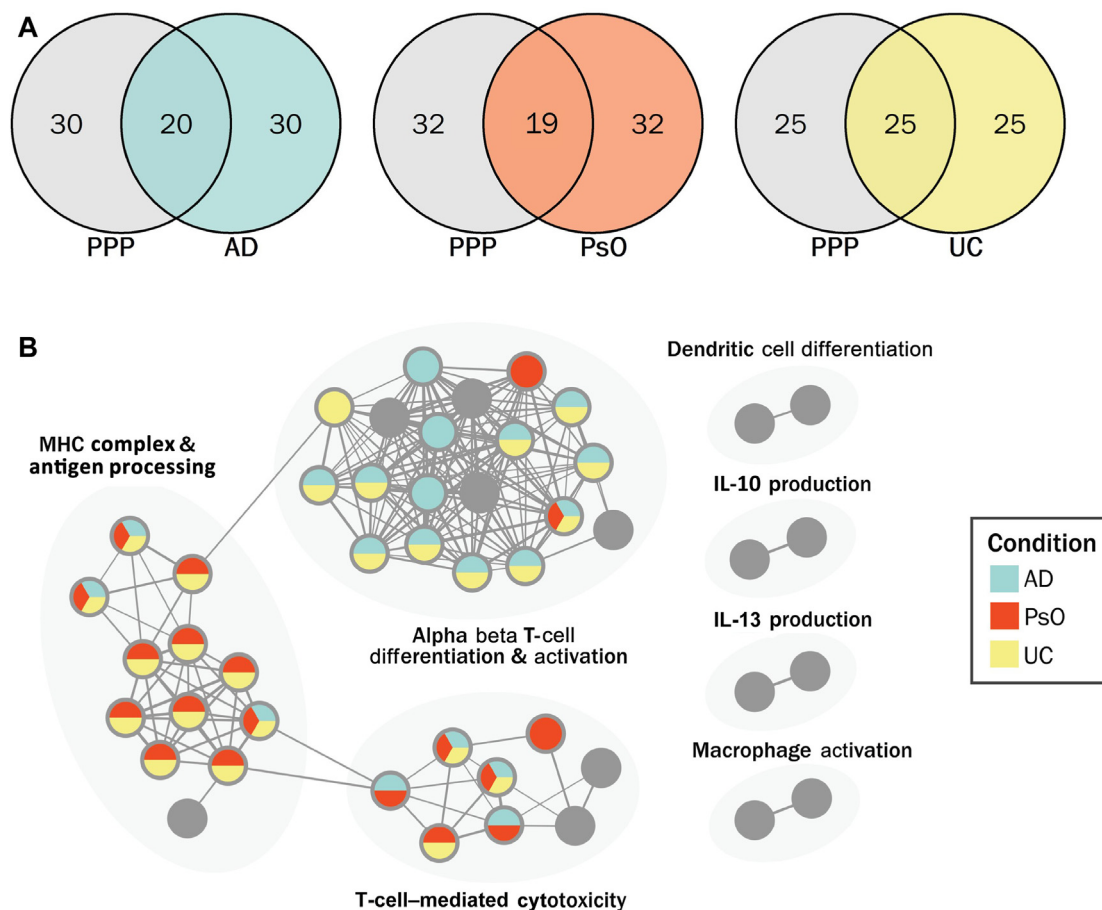 A
30 20 30
PPP AD
32 19 32
PPP PsO
25 25 25
PPP UC
B
MHC complex &
antigen processing
Alpha beta T-cell
differentiation & activation
T-cell–mediated cytotoxicity
Dendritic cell differentiation
IL-10 production
IL-13 production
Macrophage activation
Condition
AD
PsO
UC